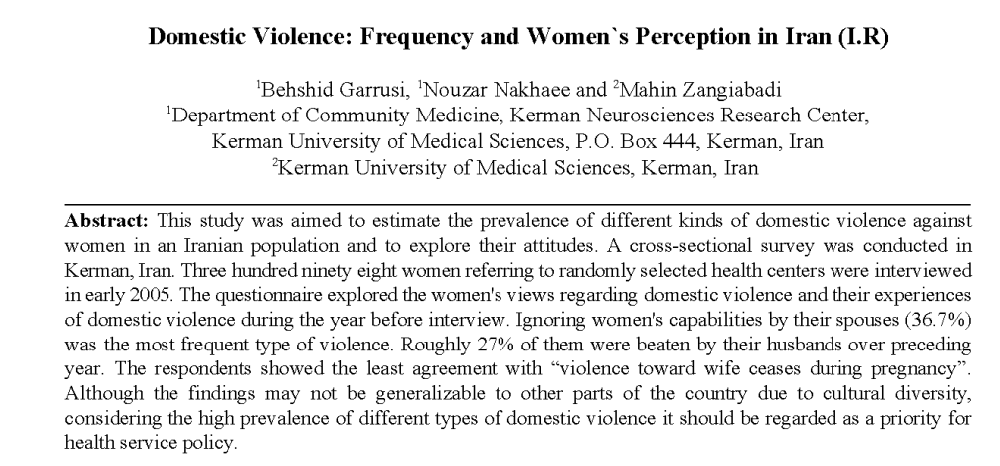 Domestic Violence: Frequency and Women`s Perception in Iran (I.R)
¹Behshid Garrusi, ¹Nouzar Nakhaee and ²Mahin Zangiabadi
¹Department of Community Medicine, Kerman Neurosciences Research Center,
Kerman University of Medical Sciences, P.O. Box 444, Kerman, Iran
²Kerman University of Medical Sciences, Kerman, Iran
Abstract: This study was aimed to estimate the prevalence of different kinds of domestic violence against
women in an Iranian population and to explore their attitudes. A cross-sectional survey was conducted in
Kerman, Iran. Three hundred ninety eight women referring to randomly selected health centers were interviewed
in early 2005. The questionnaire explored the women's views regarding domestic violence and their experiences
of domestic violence during the year before interview. Ignoring women's capabilities by their spouses (36.7%)
was the most frequent type of violence. Roughly 27% of them were beaten by their husbands over preceding
year. The respondents showed the least agreement with “violence toward wife ceases during pregnancy”.
Although the findings may not be generalizable to other parts of the country due to cultural diversity,
considering the high prevalence of different types of domestic violence it should be regarded as a priority for
health service policy.